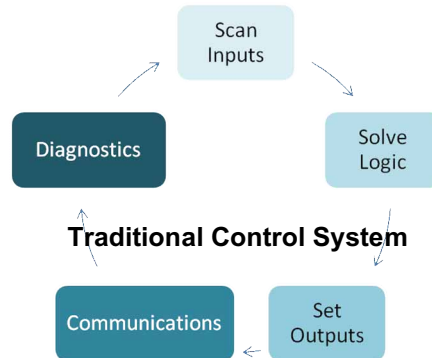 Scan
Inputs
Diagnostics
Solve
Logic
Traditional Control System
Communications
Set
Outputs